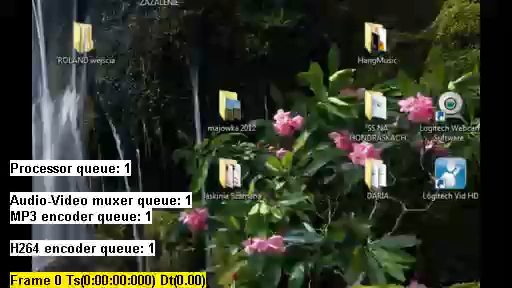 ZAZALENIE
ROLAND wejscia
HangMusic
majowka 2012
SS NA
HONDRASKACH
Logitech Webcam
Software
Processor queue: 1
jaskinia Szamana
DARIA
Logitech Vid HD
Audio-Video muxer queue: 1
MP3 encoder queue: 1
H264 encoder queue: 1
Frame 0 Ts(0:00:00:000) Dt(0.00)